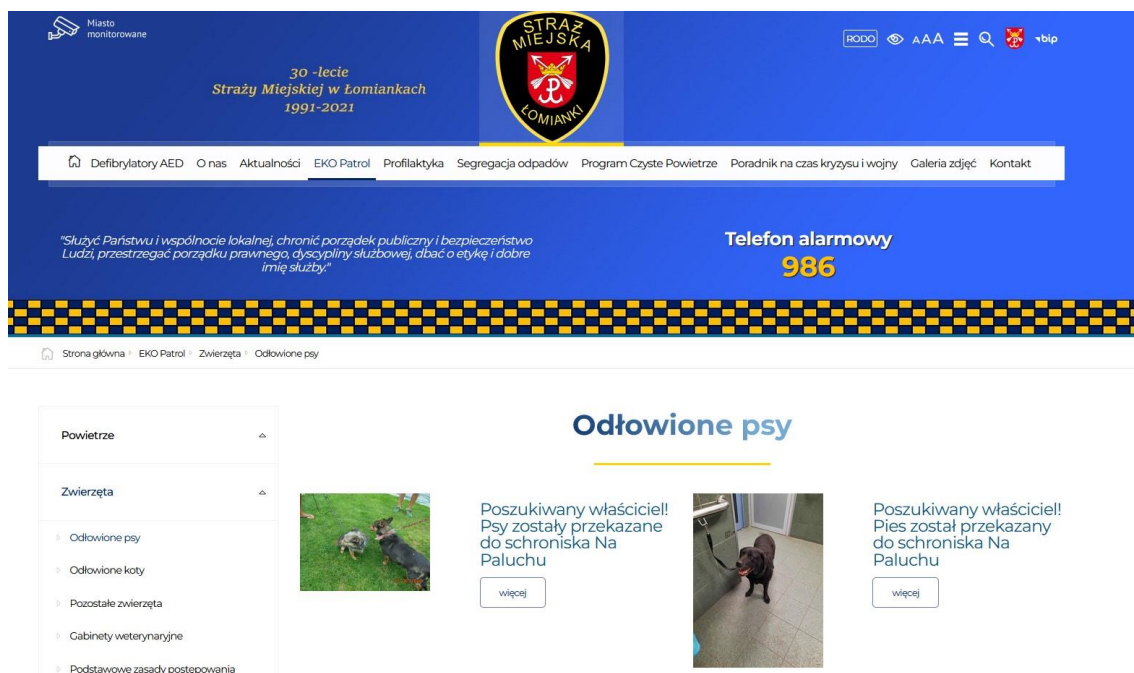 Miasto
monitorowane
30 -lecie
Straży Miejskiej w Łomiankach
1991-2021
STRAŻ
MIEJSKA
ŁOMIANKI
RODO
AAA
bip
Defibrylatory AED O nas Aktualności EKO Patrol Profilaktyka Segregacja odpadów Program Czyste Powietrze Poradnik na czas kryzysu i wojny Galeria zdjęć Kontakt
"Służyć Państwu i wspólnocie lokalnej, chronić porządek publiczny i bezpieczeństwo
Ludzi, przestrzegać porządku prawnego, dyscypliny służbowej, dbać o etykę i dobre
imię służby."
Telefon alarmowy
986
Strona główna EKO Patrol Zwierzęta Odłowione psy
Powietrze
Zwierzęta
Odłowione psy
Odłowione koty
Pozostałe zwierzęta
Gabinety weterynaryjne
Podstawowe zasady postępowania
Odłowione psy
Poszukiwany właściciel!
Psy zostały przekazane
do schroniska Na
Paluchu
więcej
Poszukiwany właściciel!
Pies został przekazany
do schroniska Na
Paluchu
więcej